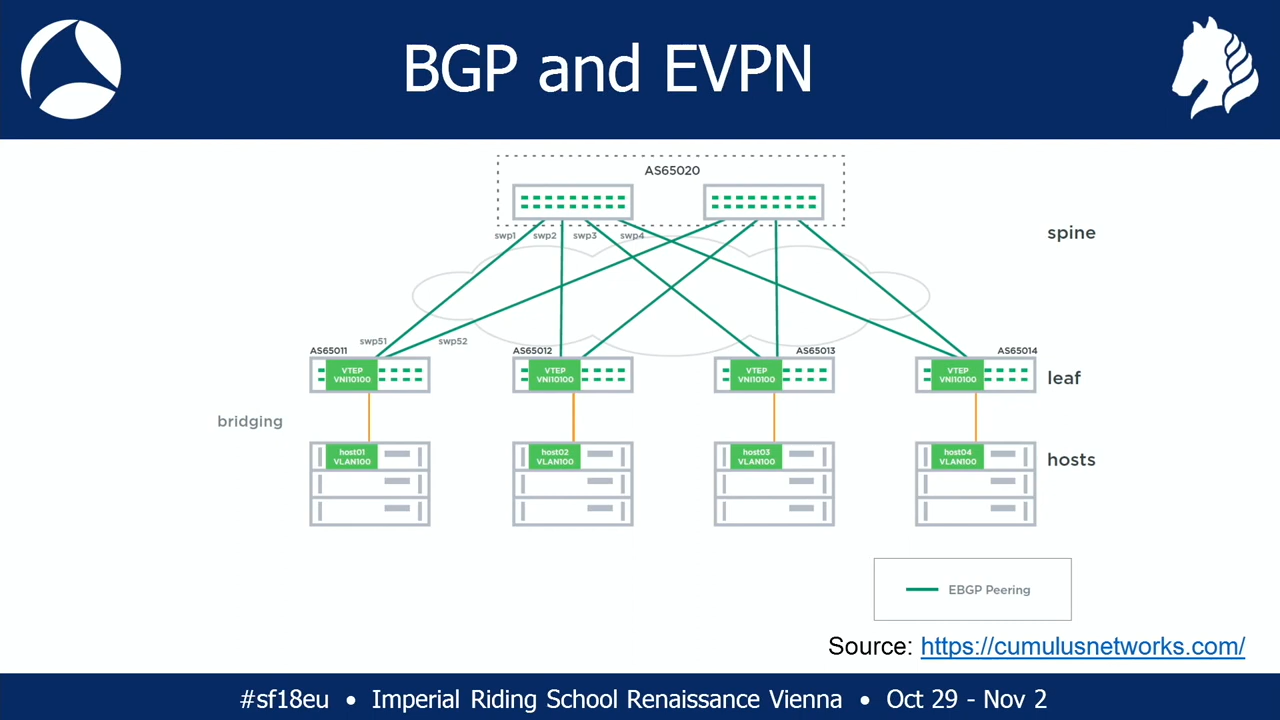 BGP and EVPN
AS65020
swp1 swp2 swp3 swp4
spine
swp51 swp52
AS65011 AS65012 AS65013 AS65014
VTEP
VNI10100
VTEP
VNI10100
VTEP
VNI10100
VTEP
VNI10100
leaf
bridging
host01
VLAN100
host02
VLAN100
host03
VLAN100
host04
VLAN100
hosts
EBGP Peering
Source: https://cumulusnetworks.com/
#sf18eu • Imperial Riding School Renaissance Vienna • Oct 29 - Nov 2